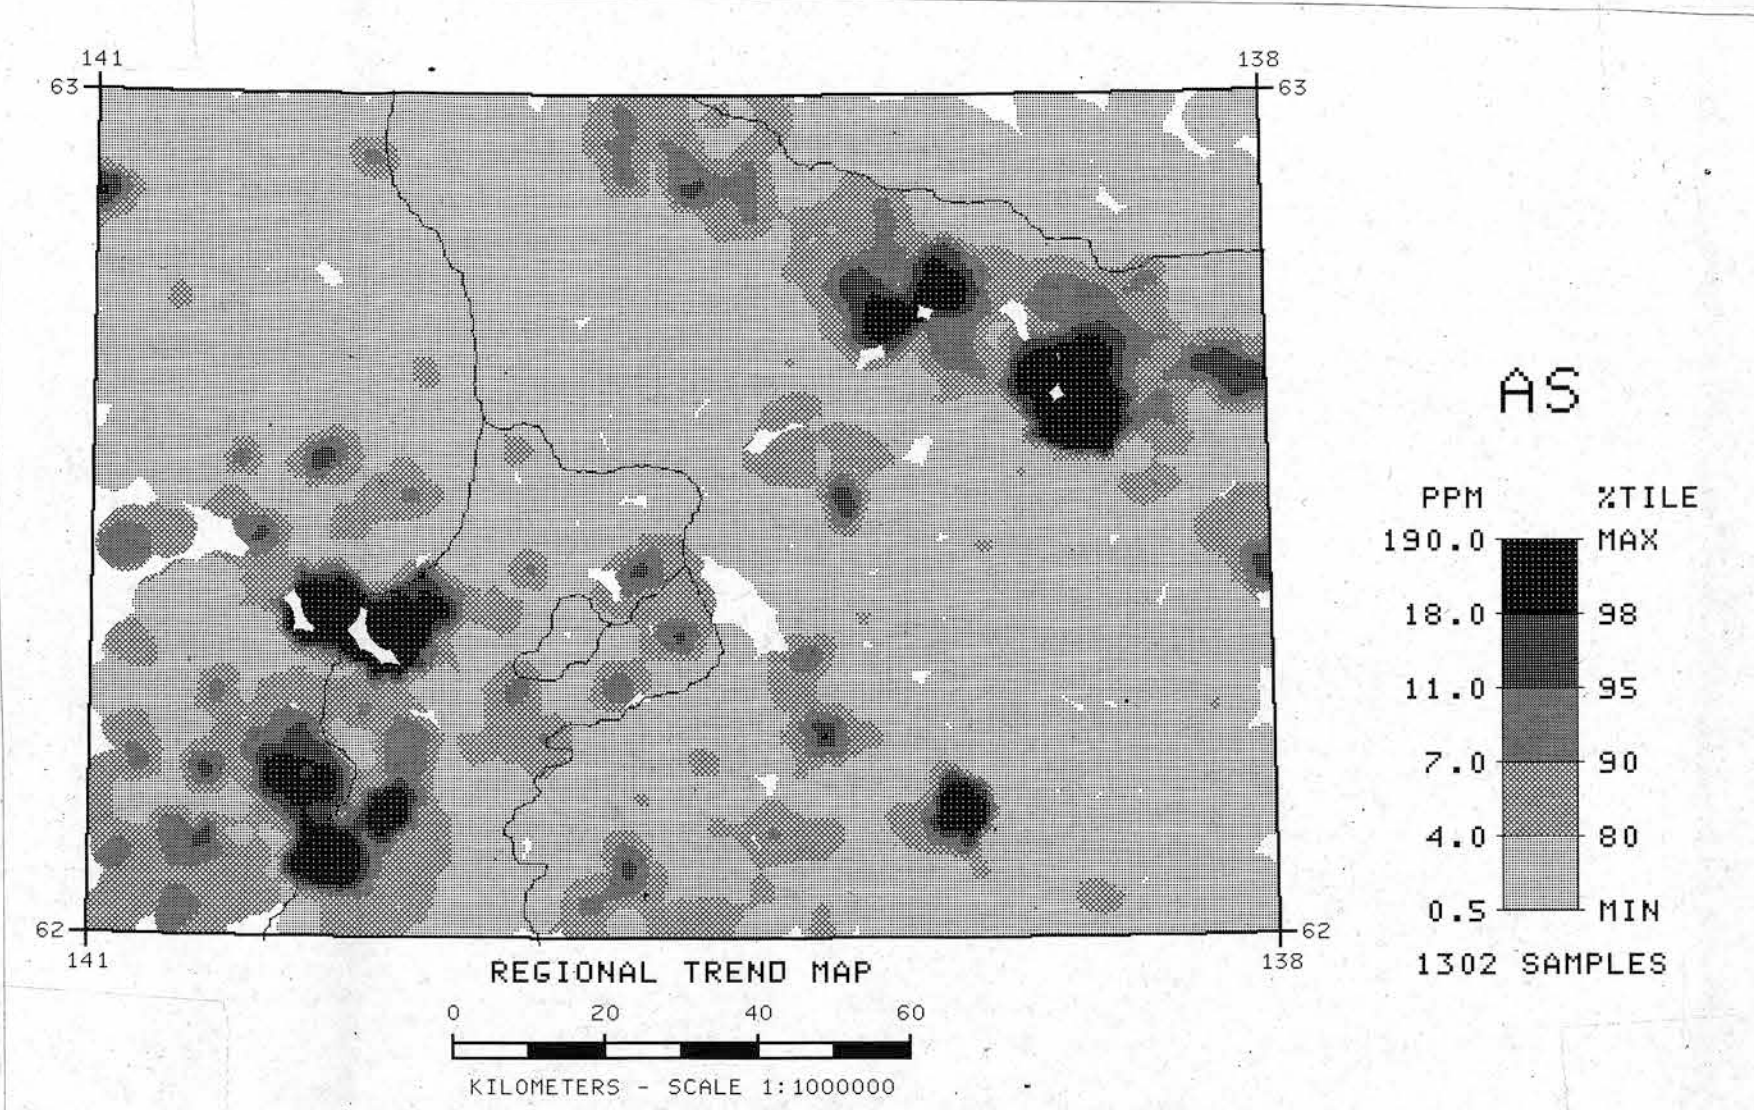 141
138
63
63
AS
PPM %TILE
190.0 MAX
18.0 98
11.0 95
7.0 90
4.0 80
0.5 MIN
1302 SAMPLES
62
62
141
138
REGIONAL TREND MAP
0 20 40 60
KILOMETERS - SCALE 1:1000000